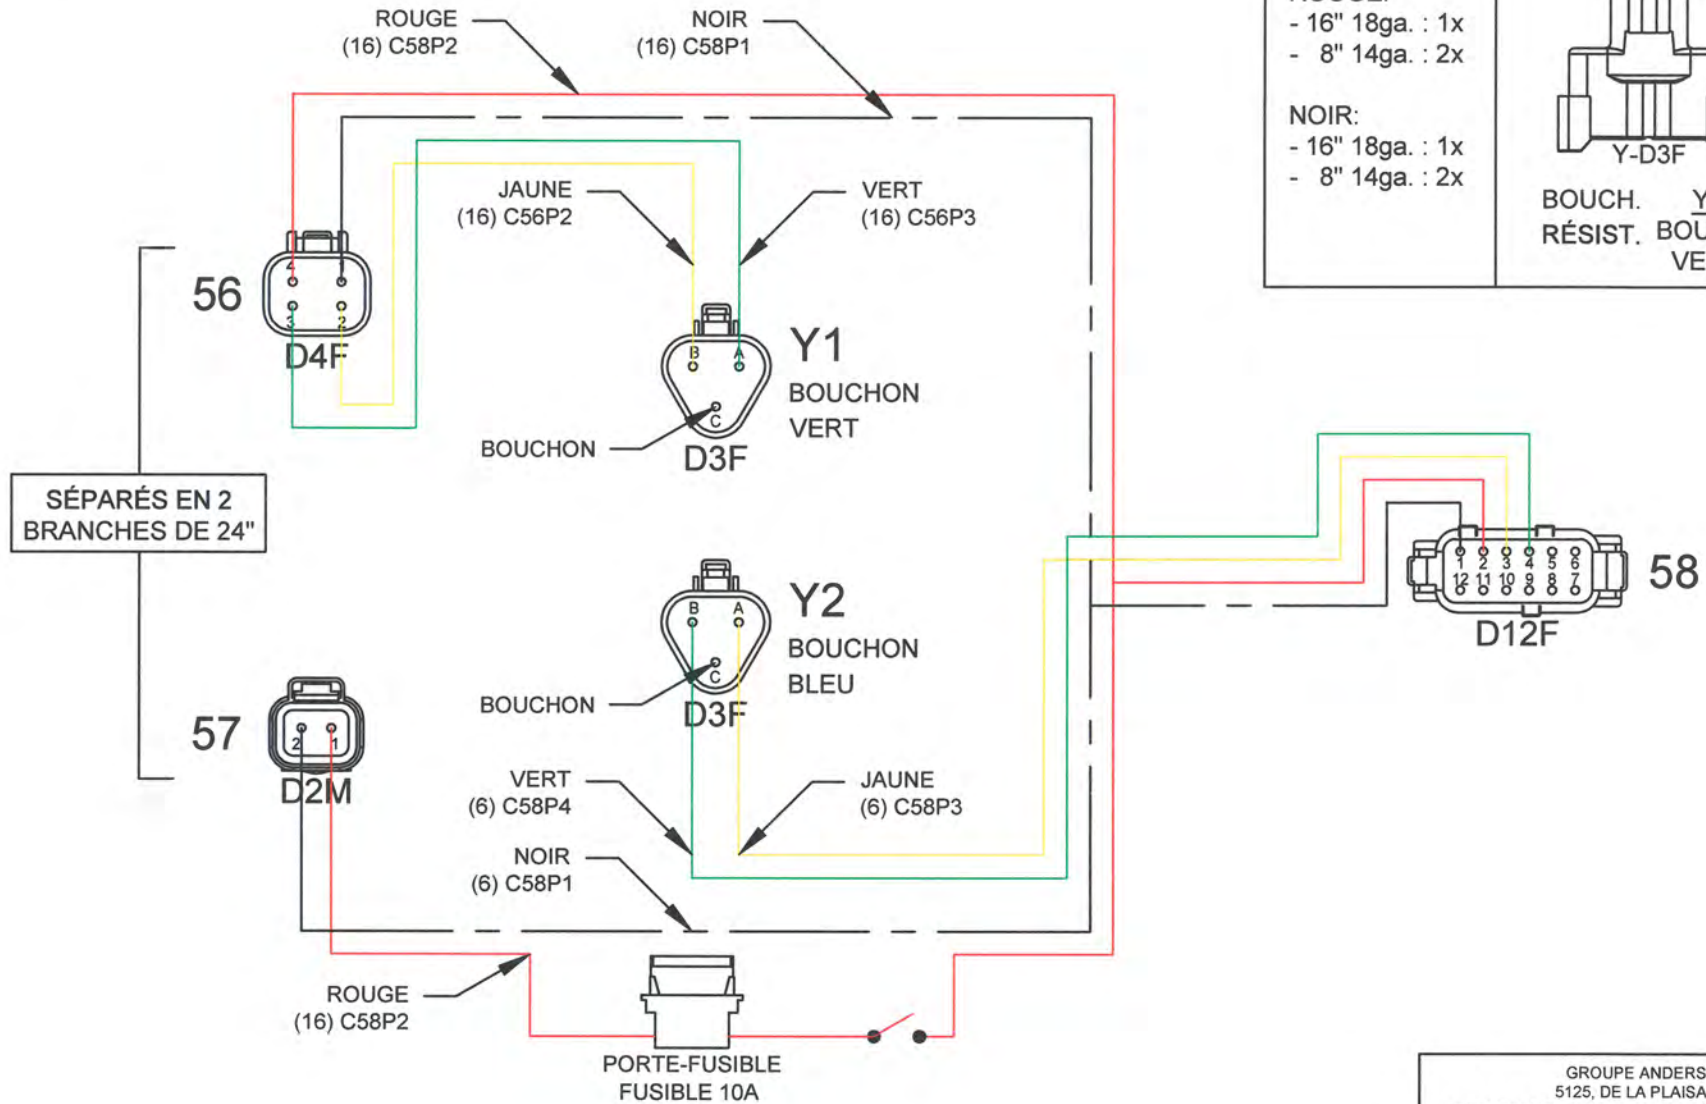 ROUGE
(16) C58P2
NOIR
(16) C58P1
- 16" 18ga. : 1x
- 8" 14ga. : 2x
NOIR:
- 16" 18ga. : 1x
- 8" 14ga. : 2x
Y-D3F
BOUCH.
RÉSIST.
JAUNE
(16) C56P2
VERT
(16) C56P3
56
4 1
3 2
D4F
B A
C
Y1
BOUCHON
VERT
BOUCHON
D3F
SÉPARÉS EN 2
BRANCHES DE 24"
1 2 3 4 5 6
12 11 10 9 8 7
58
D12F
B A
C
Y2
BOUCHON
BLEU
BOUCHON
D3F
57
2 1
D2M
VERT
(6) C58P4
JAUNE
(6) C58P3
NOIR
(6) C58P1
ROUGE
(16) C58P2
PORTE-FUSIBLE
FUSIBLE 10A
GROUPE ANDERS
5125, DE LA PLAISA